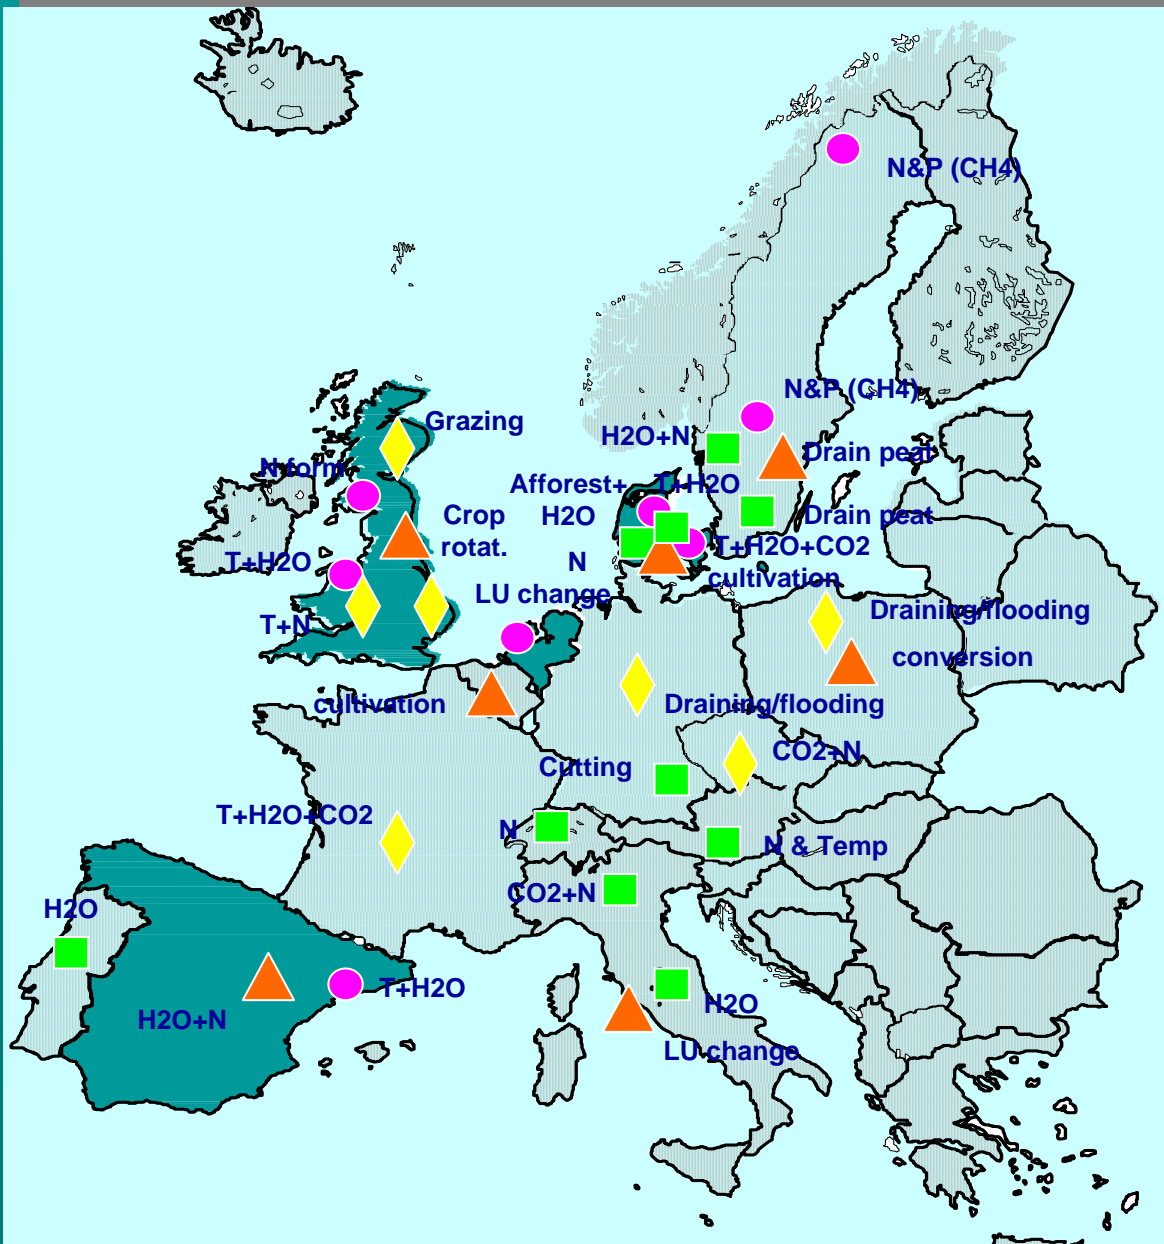 N&P (CH4)
N&P (CH4)
Grazing
H2O+N
Drain peat
N form
Afforest+
T+H2O
H2O
Crop
rotat.
Drain peat
T+H2O
N
T+H2O+CO2
cultivation
LU change
T+N
Draining/flooding
conversion
cultivation
Draining/flooding
CO2+N
Cutting
T+H2O+CO2
N
N & Temp
CO2+N
H2O
T+H2O
H2O+N
H2O
LU change